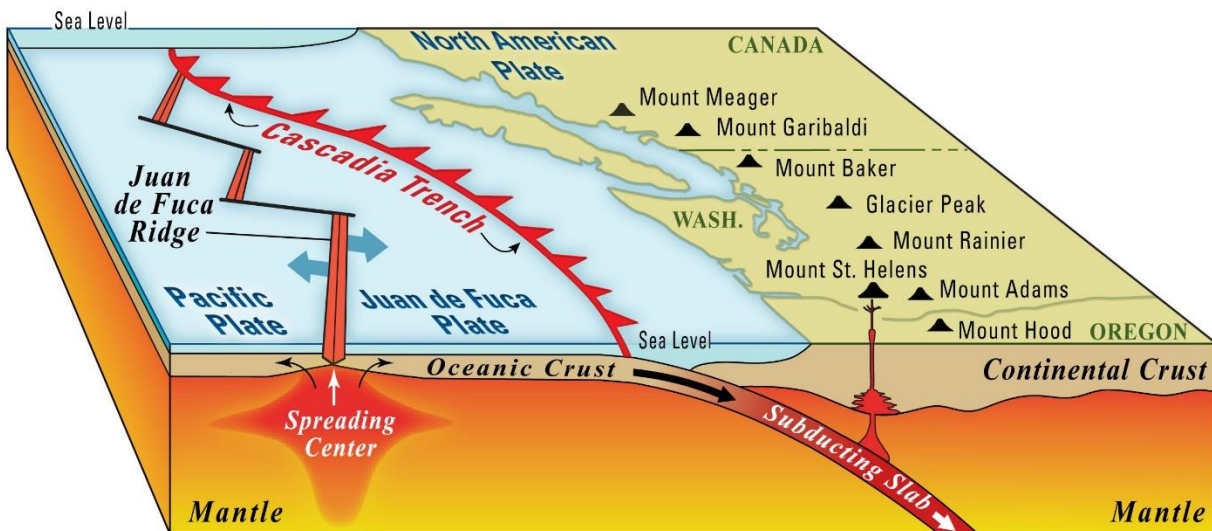 Sea Level
North American
Plate
CANADA
Mount Meager
Mount Garibaldi
Mount Baker
Cascadia Trench
Juan
de Fuca
Ridge
WASH.
Glacier Peak
Mount Rainier
Mount St. Helens
Mount Adams
Pacific
Plate
Juan de Fuca
Plate
Mount Hood
OREGON
Sea Level
Oceanic Crust
Continental Crust
Spreading
Center
Subducting Slab
Mantle
Mantle